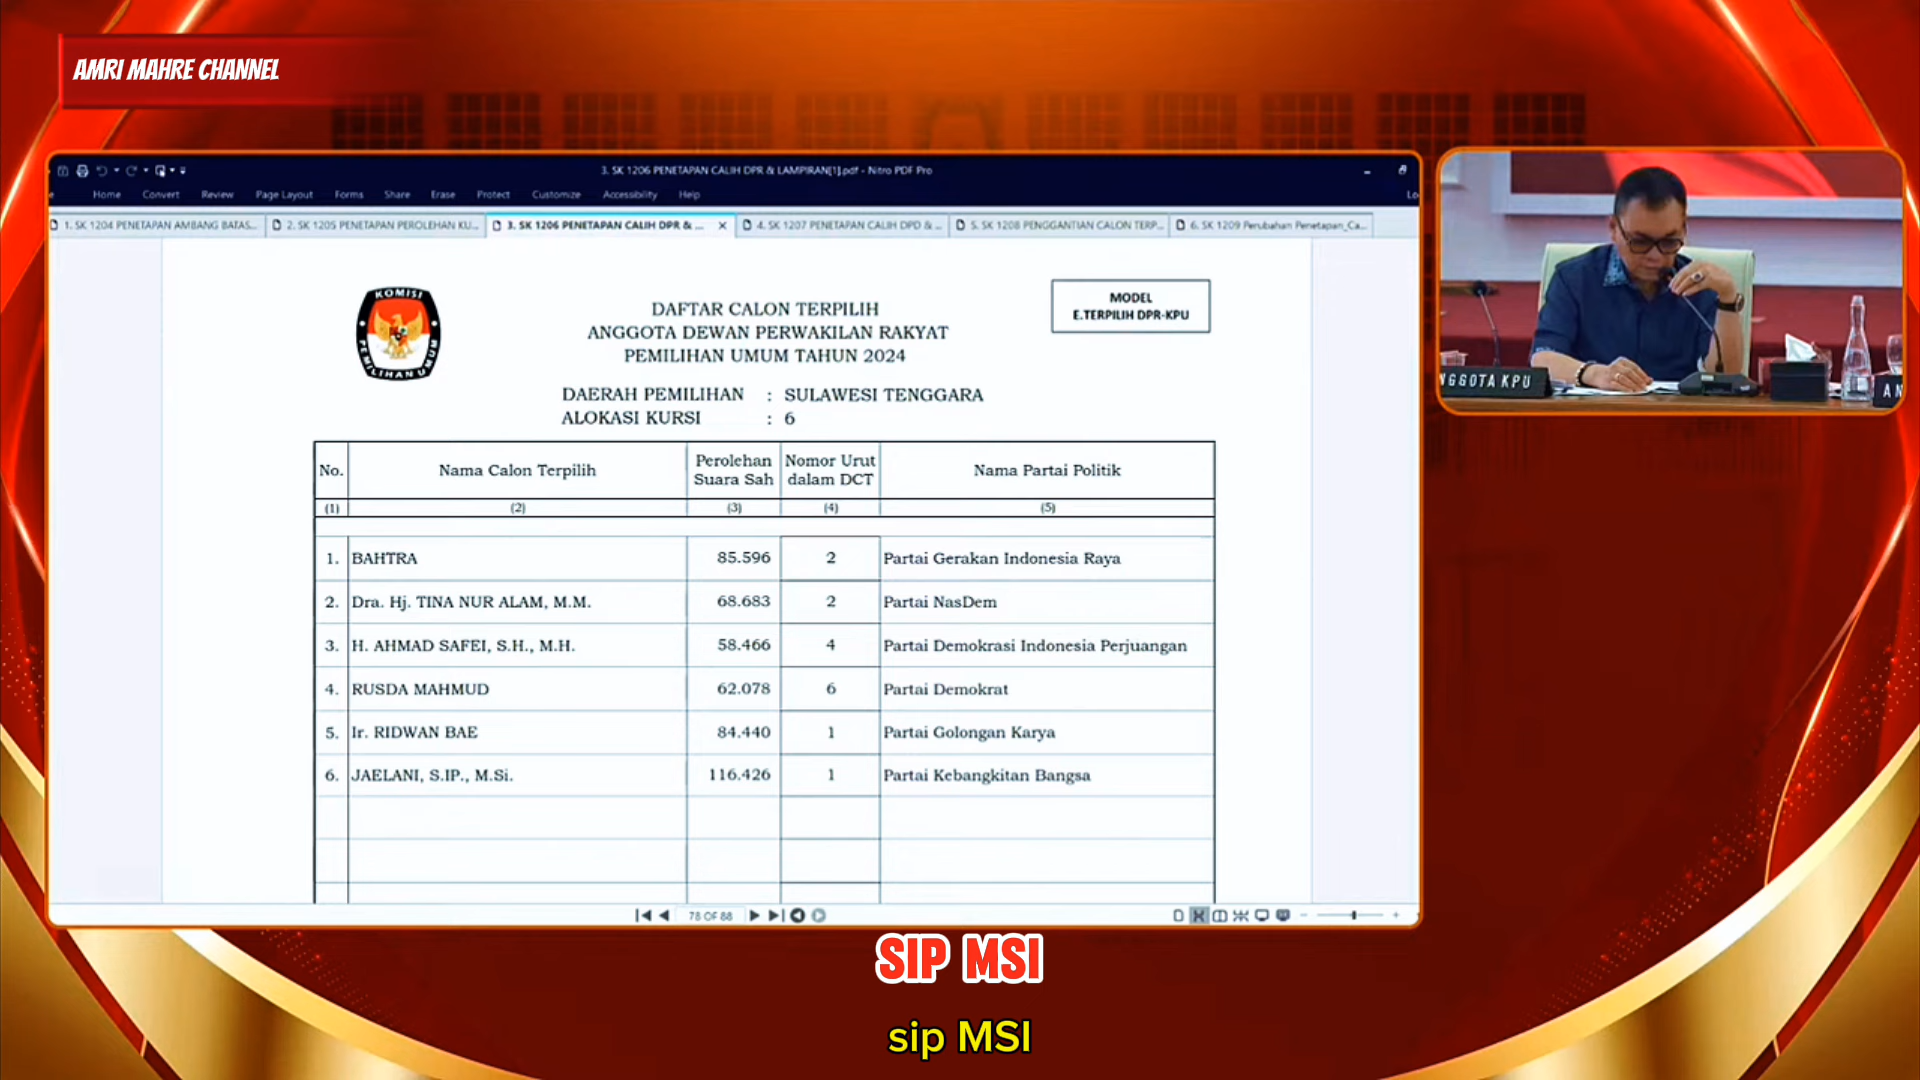 AMRI MAHRE CHANNEL
3. SK 1206 PENETAPAN CALIH DPR & LAMPIRAN[1].pdf - Nitro PDF Pro
Home Convert Review Page Layout Forms Share Erase Protect Customize Accessibility Help Lo
1. SK 1204 PENETAPAN AMBANG BATAS... 2. SK 1205 PENETAPAN PEROLEHAN KU... 3. SK 1206 PENETAPAN CALIH DPR & ... 4. SK 1207 PENETAPAN CALIH DPD & ... 5. SK 1208 PENGGANTIAN CALON TERP... 6. SK 1209 Perubahan Penetapan_Ca...
KOMISI
PEMILIHAN UMUM
DAFTAR CALON TERPILIH
ANGGOTA DEWAN PERWAKILAN RAKYAT
PEMILIHAN UMUM TAHUN 2024
MODEL
E.TERPILIH DPR-KPU
DAERAH PEMILIHAN : SULAWESI TENGGARA
ALOKASI KURSI : 6
No. Nama Calon Terpilih Perolehan Suara Sah Nomor Urut dalam DCT Nama Partai Politik
(1) (2) (3) (4) (5)
1. BAHTRA 85.596 2 Partai Gerakan Indonesia Raya
2. Dra. Hj. TINA NUR ALAM, M.M. 68.683 2 Partai NasDem
3. H. AHMAD SAFEI, S.H., M.H. 58.466 4 Partai Demokrasi Indonesia Perjuangan
4. RUSDA MAHMUD 62.078 6 Partai Demokrat
5. Ir. RIDWAN BAE 84.440 1 Partai Golongan Karya
6. JAELANI, S.IP., M.Si. 116.426 1 Partai Kebangkitan Bangsa
78 OF 88
NGGOTA KPU
AN
SIP MSI
sip MSI